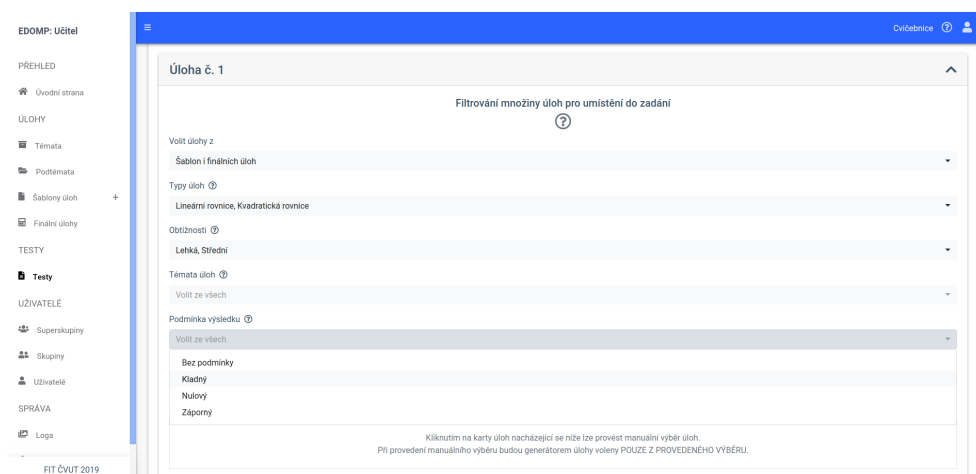 EDOMP: Učitel
PŘEHLED
Úvodní strana
ÚLOHY
Témata
Podtémata
Šablony úloh +
Finální úlohy
TESTY
Testy
UŽIVATELÉ
Superskupiny
Skupiny
Uživatelé
SPRÁVA
Loga
FIT ČVUT 2019
Cvičebnice
Úloha č. 1
Filtrování množiny úloh pro umístění do zadání
Volit úlohy z
Šablon i finálních úloh
Typy úloh
Lineární rovnice, Kvadratická rovnice
Obtížnosti
Lehká, Střední
Témata úloh
Volit ze všech
Podmínka výsledku
Volit ze všech
Bez podmínky
Kladný
Nulový
Záporný
Kliknutím na karty úloh nacházející se níže lze provést manuální výběr úloh.
Při provedení manuálního výběru budou generátorem úlohy voleny POUZE Z PROVEDENÉHO VÝBĚRU.